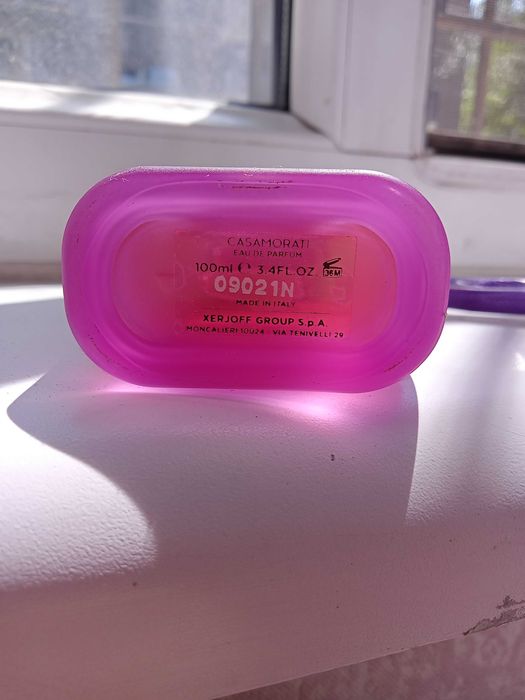 CASAMORATI
EAU DE PARFUM
100ml ℮ 3.4FL.OZ. 36M
09021N
MADE IN ITALY
XERJOFF GROUP S.p.A.
MONCALIERI 10024 - VIA TENIVELLI 29